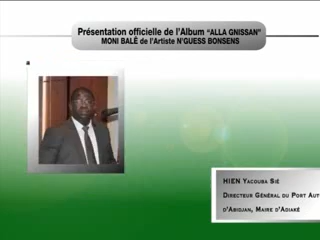 Présentation officielle de l'Album "ALLA GNISSAN"
MONI BALÊ de l'Artiste N'GUESS BONSENS
HIEN Yacouba Sié
Directeur Général du Port Aut
d'Abidjan, Maire d'Adiaké